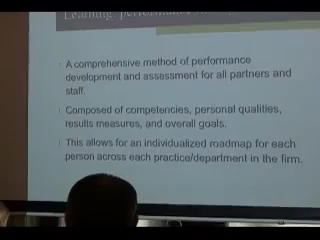 Learning performance
A comprehensive method of performance
development and assessment for all partners and
staff.
Composed of competencies, personal qualities,
results measures, and overall goals.
This allows for an individualized roadmap for each
person across each practice/department in the firm.